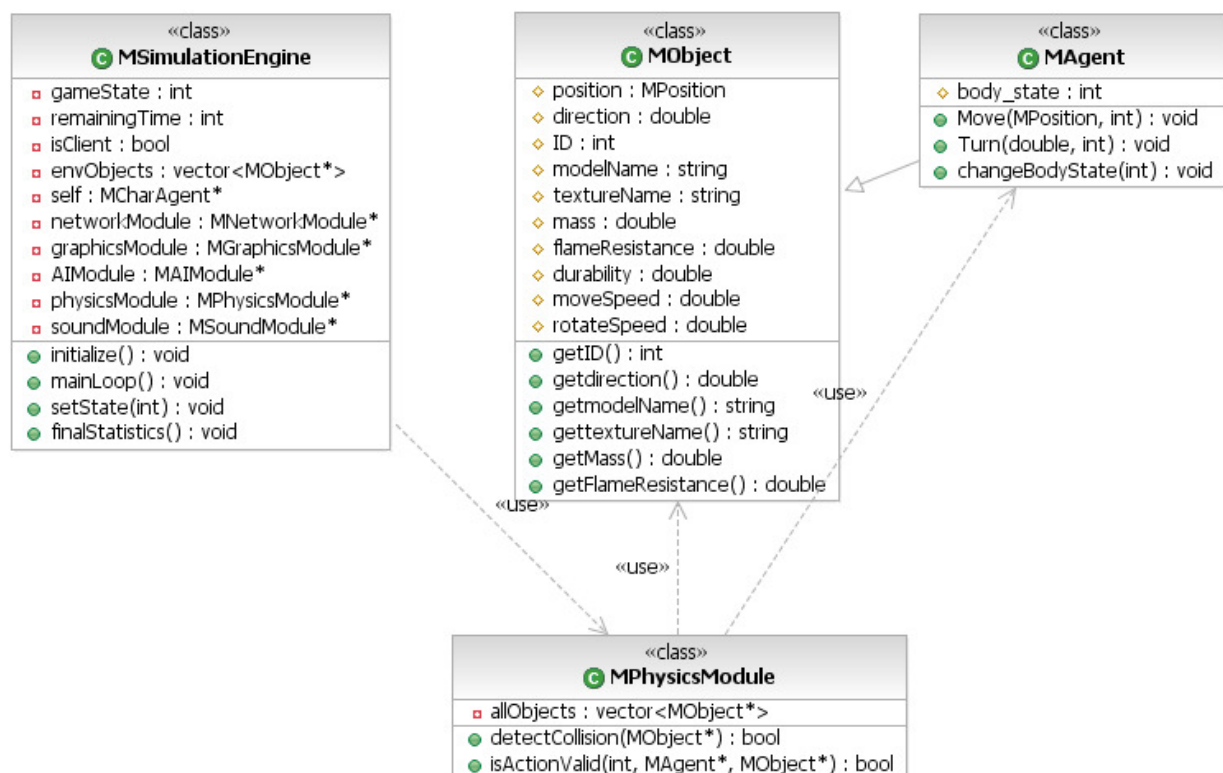 «class»
MSimulationEngine
gameState : int
remainingTime : int
isClient : bool
envObjects : vector<MObject*>
self : MCharAgent*
networkModule : MNetworkModule*
graphicsModule : MGraphicsModule*
AIModule : MAIModule*
physicsModule : MPhysicsModule*
soundModule : MSoundModule*
initialize() : void
mainLoop() : void
setState(int) : void
finalStatistics() : void
«class»
MObject
position : MPosition
direction : double
ID : int
modelName : string
textureName : string
mass : double
flameResistance : double
durability : double
moveSpeed : double
rotateSpeed : double
getID() : int
getdirection() : double
getmodelName() : string
gettextureName() : string
getMass() : double
getFlameResistance() : double
«class»
MAgent
body_state : int
Move(MPosition, int) : void
Turn(double, int) : void
changeBodyState(int) : void
«use»
«use»
«use»
«class»
MPhysicsModule
allObjects : vector<MObject*>
detectCollision(MObject*) : bool
isActionValid(int, MAgent*, MObject*) : bool